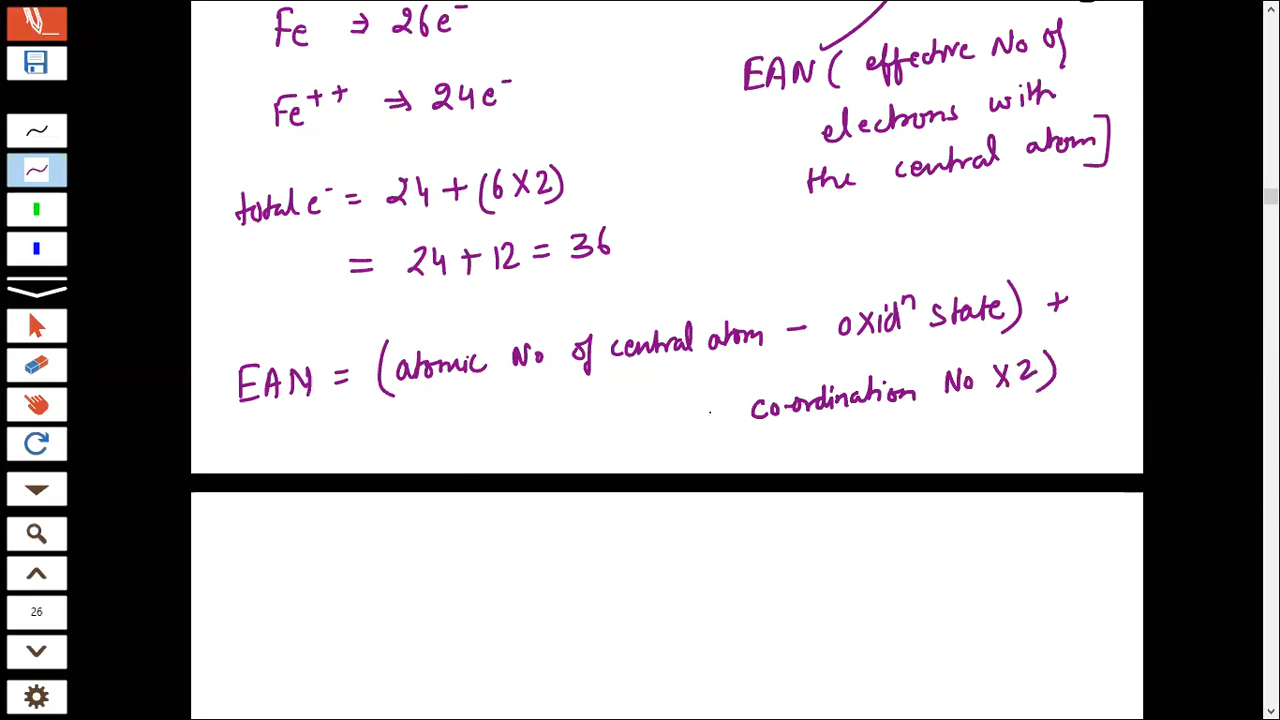 Fe ⇒ 26e⁻
Fe⁺⁺ ⇒ 24e⁻
EAN ( effective No of
electrons with
the central atom]
total e⁻ = 24 + (6 X 2)
= 24 + 12 = 36
EAN = (atomic No of central atom − oxidⁿ state) +
co-ordination No X 2)
26